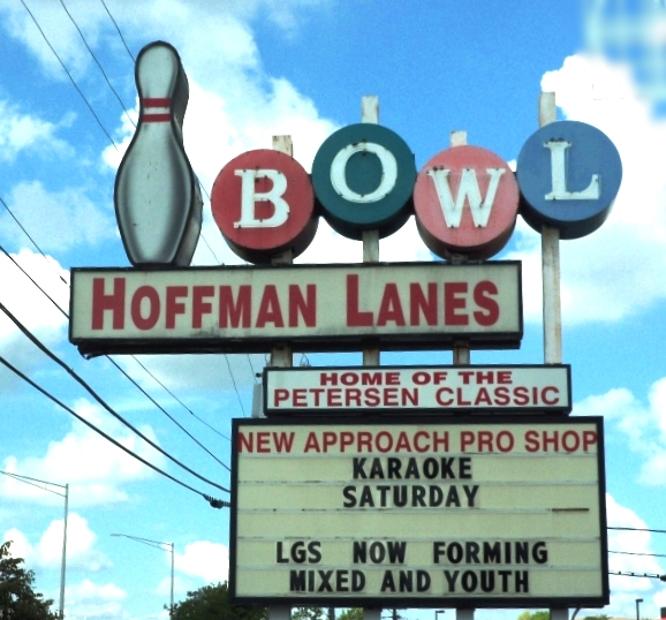 BOWL
HOFFMAN LANES
HOME OF THE
PETERSEN CLASSIC
NEW APPROACH PRO SHOP
KARAOKE
SATURDAY
LGS NOW FORMING
MIXED AND YOUTH